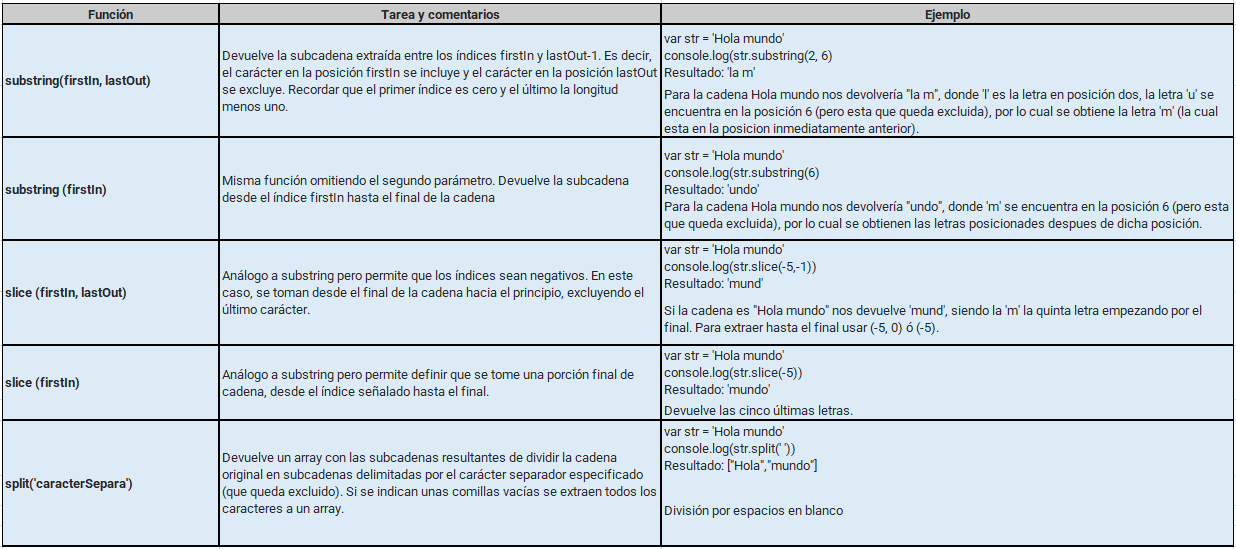 Función
Tarea y comentarios
Ejemplo
substring(firstIn, lastOut)
Devuelve la subcadena extraída entre los índices firstIn y lastOut-1. Es decir,
el carácter en la posición firstIn se incluye y el carácter en la posición lastOut
se excluye. Recordar que el primer índice es cero y el último la longitud
menos uno.
var str = 'Hola mundo'
console.log(str.substring(2, 6)
Resultado: 'la m'
Para la cadena Hola mundo nos devolvería "la m", donde 'l' es la letra en posición dos, la letra 'u' se
encuentra en la posición 6 (pero esta que queda excluida), por lo cual se obtiene la letra 'm' (la cual
esta en la posicion inmediatamente anterior).
substring (firstIn)
Misma función omitiendo el segundo parámetro. Devuelve la subcadena
desde el índice firstIn hasta el final de la cadena
var str = 'Hola mundo'
console.log(str.substring(6)
Resultado: 'undo'
Para la cadena Hola mundo nos devolvería "undo", donde 'm' se encuentra en la posición 6 (pero esta
que queda excluida), por lo cual se obtienen las letras posicionades despues de dicha posición.
slice (firstIn, lastOut)
Análogo a substring pero permite que los índices sean negativos. En este
caso, se toman desde el final de la cadena hacia el principio, excluyendo el
último carácter.
var str = 'Hola mundo'
console.log(str.slice(-5,-1))
Resultado: 'mund'
Si la cadena es "Hola mundo" nos devuelve 'mund', siendo la 'm' la quinta letra empezando por el
final. Para extraer hasta el final usar (-5, 0) ó (-5).
slice (firstIn)
Análogo a substring pero permite definir que se tome una porción final de
cadena, desde el índice señalado hasta el final.
var str = 'Hola mundo'
console.log(str.slice(-5))
Resultado: 'mundo'
Devuelve las cinco últimas letras.
split('caracterSepara')
Devuelve un array con las subcadenas resultantes de dividir la cadena
original en subcadenas delimitadas por el carácter separador especificado
(que queda excluido). Si se indican unas comillas vacías se extraen todos los
caracteres a un array.
var str = 'Hola mundo'
console.log(str.split(' '))
Resultado: ["Hola","mundo"]
División por espacios en blanco